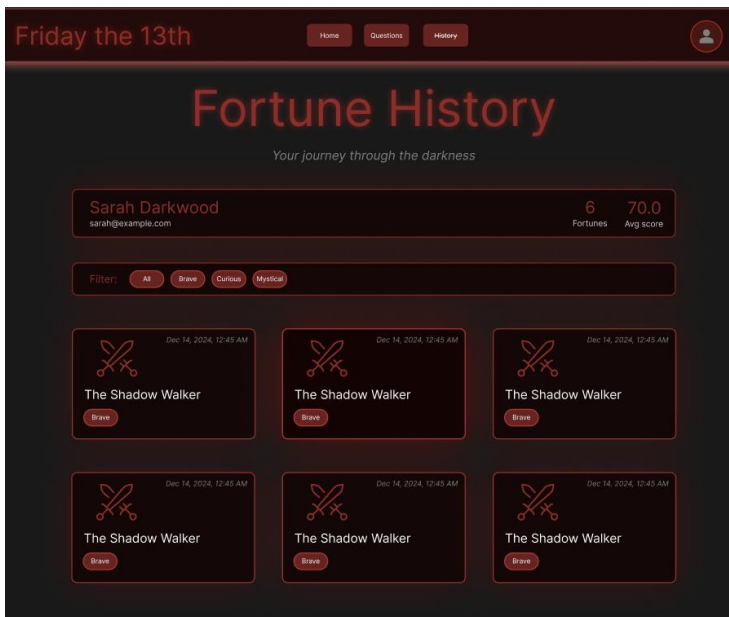 Friday the 13th
Home Questions History
Fortune History
Your journey through the darkness
Sarah Darkwood
sarah@example.com
6 70.0
Fortunes Avg score
Filter: All Brave Curious Mystical
Dec 14, 2024, 12:45 AM
The Shadow Walker
Brave
Dec 14, 2024, 12:45 AM
The Shadow Walker
Brave
Dec 14, 2024, 12:45 AM
The Shadow Walker
Brave
Dec 14, 2024, 12:45 AM
The Shadow Walker
Brave
Dec 14, 2024, 12:45 AM
The Shadow Walker
Brave
Dec 14, 2024, 12:45 AM
The Shadow Walker
Brave